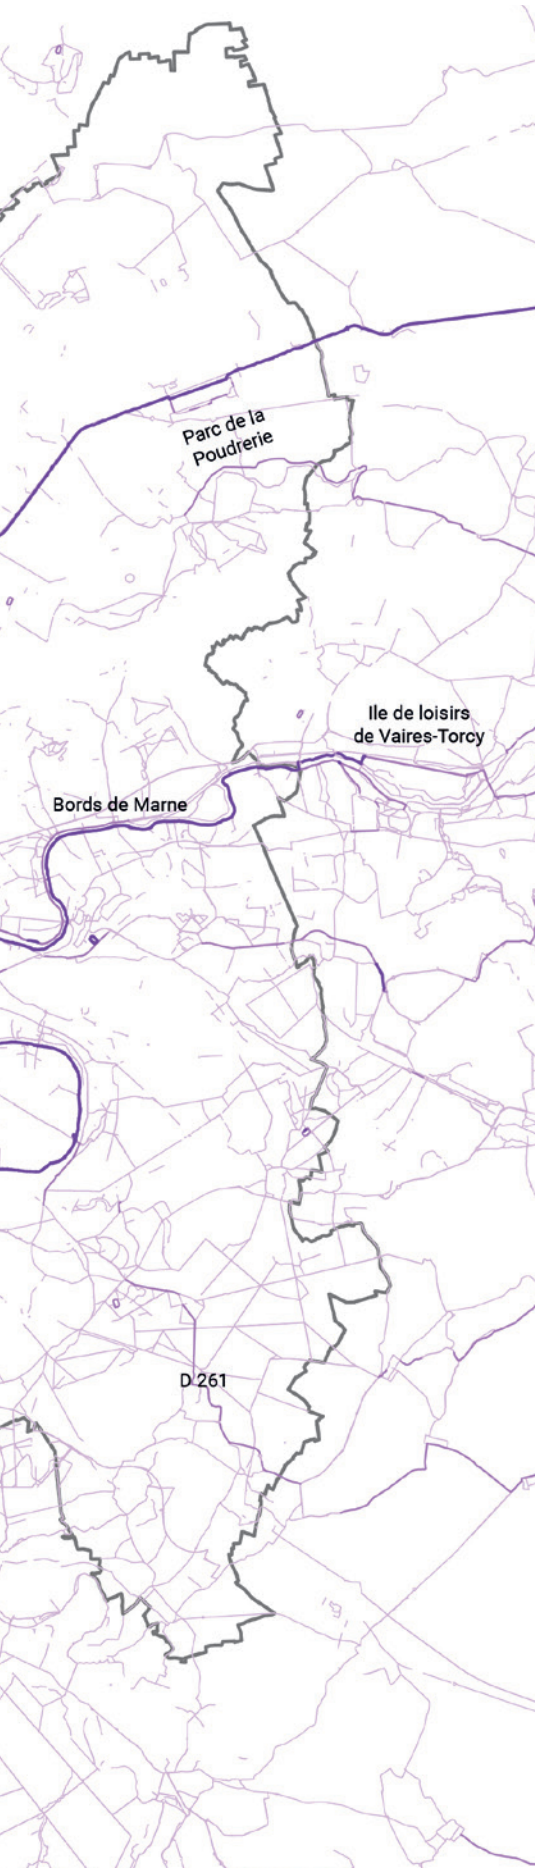 Parc de la
Poudrerie
Ile de loisirs
de Vaires-Torcy
Bords de Marne
D 261